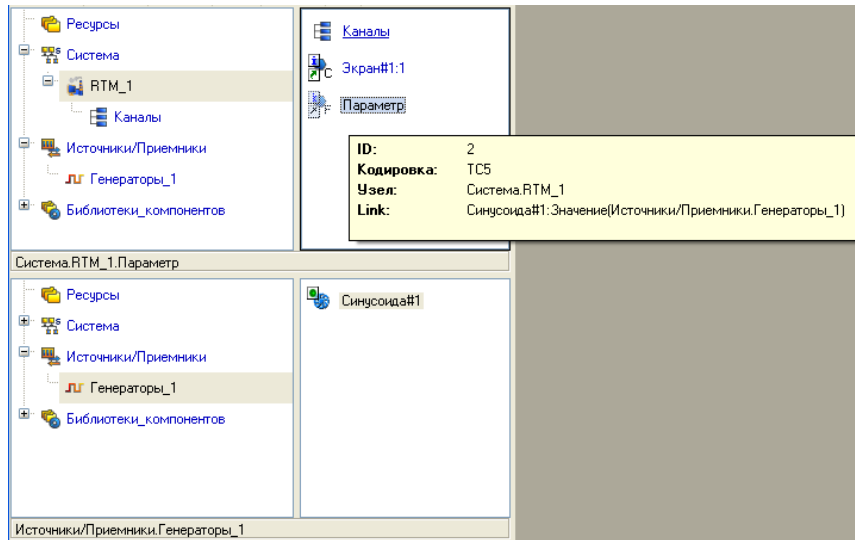 Ресурсы
Система
RTM_1
Каналы
Источники/Приемники
Генераторы_1
Библиотеки_компонентов
Каналы
Экран#1:1
Параметр
ID: 2
Кодировка: TC5
Узел: Система.RTM_1
Link: Синусоида#1:Значение(Источники/Приемники.Генераторы_1)
Система.RTM_1.Параметр
Ресурсы
Система
Источники/Приемники
Генераторы_1
Библиотеки_компонентов
Синусоида#1
Источники/Приемники.Генераторы_1